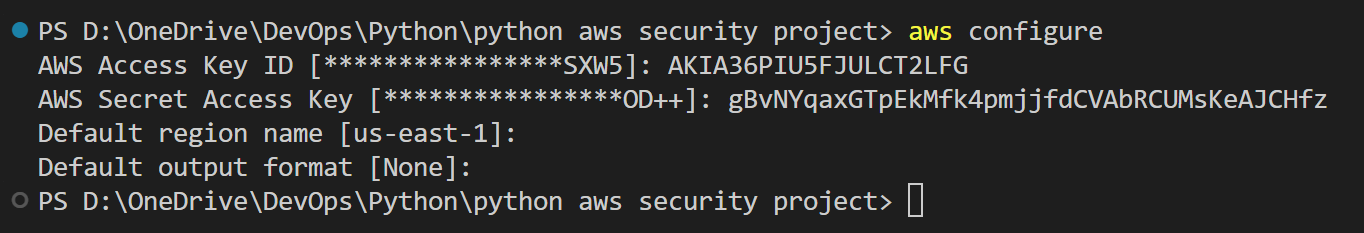 PS D:\OneDrive\DevOps\Python\python aws security project> aws configure
AWS Access Key ID [****************SXW5]: AKIA36PIU5FJULCT2LFG
AWS Secret Access Key [****************OD++]: 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
Default region name [us-east-1]:
Default output format [None]:
PS D:\OneDrive\DevOps\Python\python aws security project>